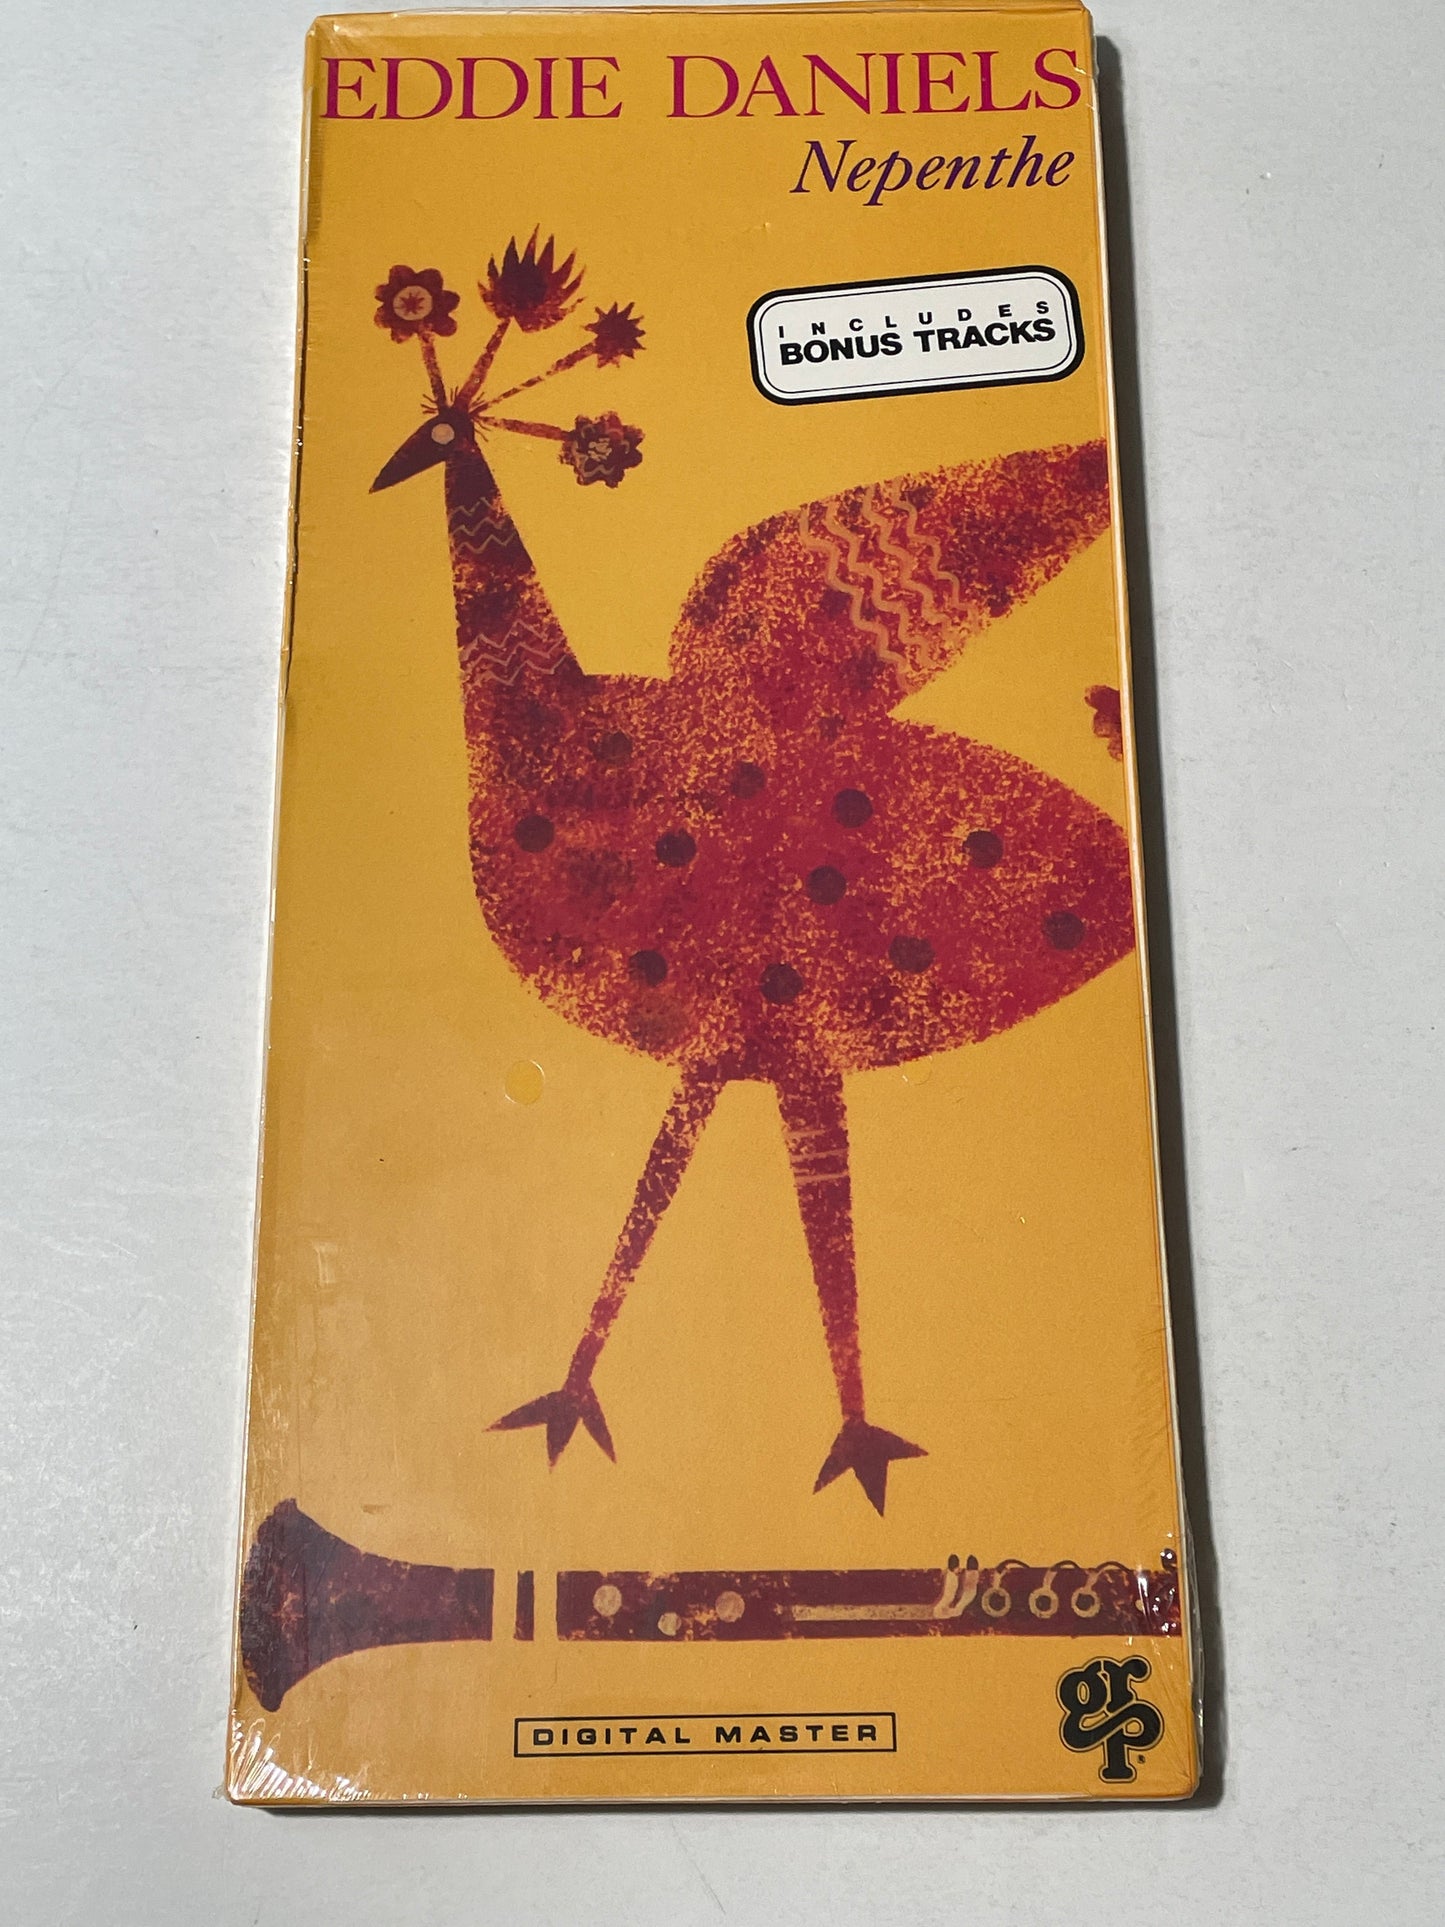 EDDIE DANIELS
Nepenthe
INCLUDES
BONUS TRACKS
DIGITAL MASTER
grp
®